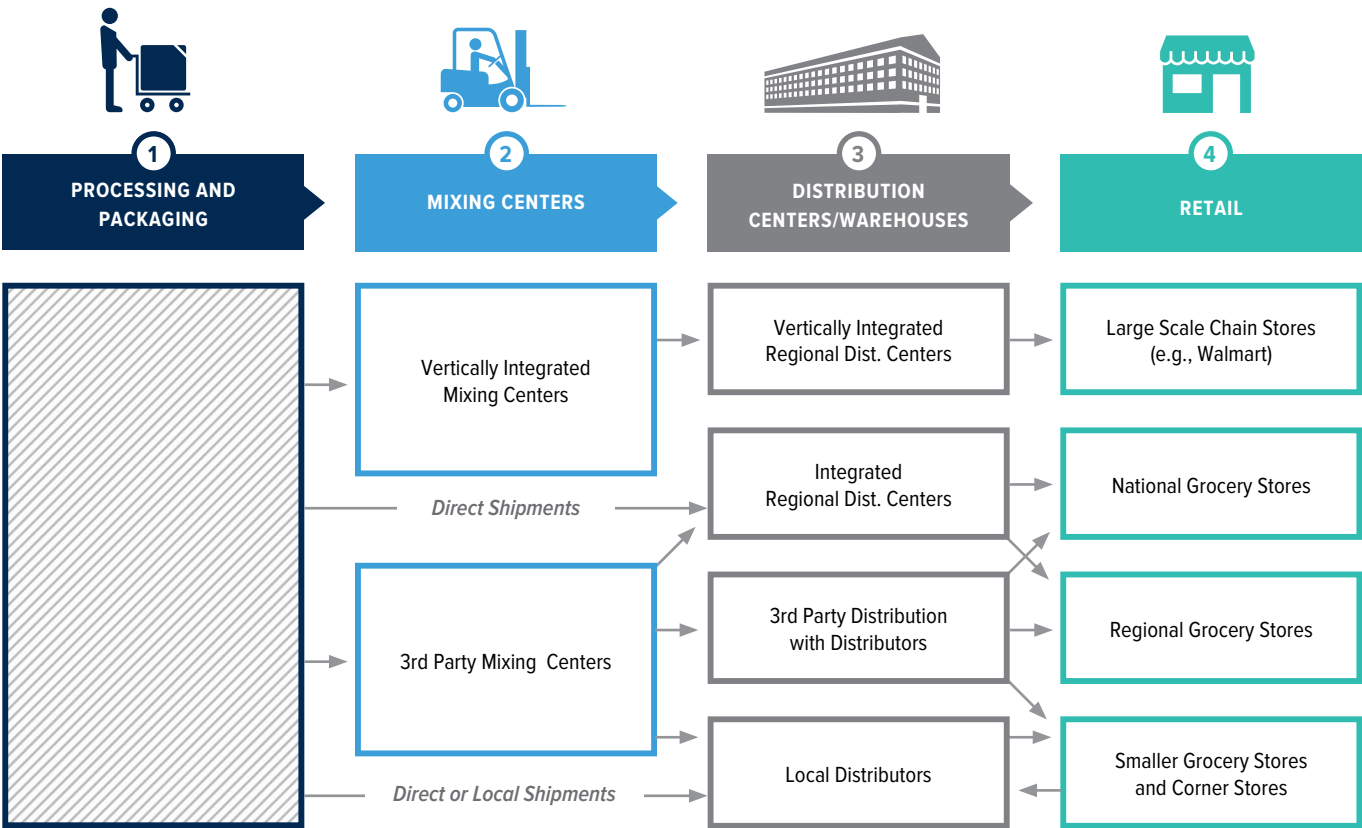 1
PROCESSING AND
PACKAGING
2
MIXING CENTERS
3
DISTRIBUTION
CENTERS/WAREHOUSES
4
RETAIL
Vertically Integrated
Mixing Centers
Direct Shipments
3rd Party Mixing Centers
Direct or Local Shipments
Vertically Integrated
Regional Dist. Centers
Integrated
Regional Dist. Centers
3rd Party Distribution
with Distributors
Local Distributors
Large Scale Chain Stores
(e.g., Walmart)
National Grocery Stores
Regional Grocery Stores
Smaller Grocery Stores
and Corner Stores